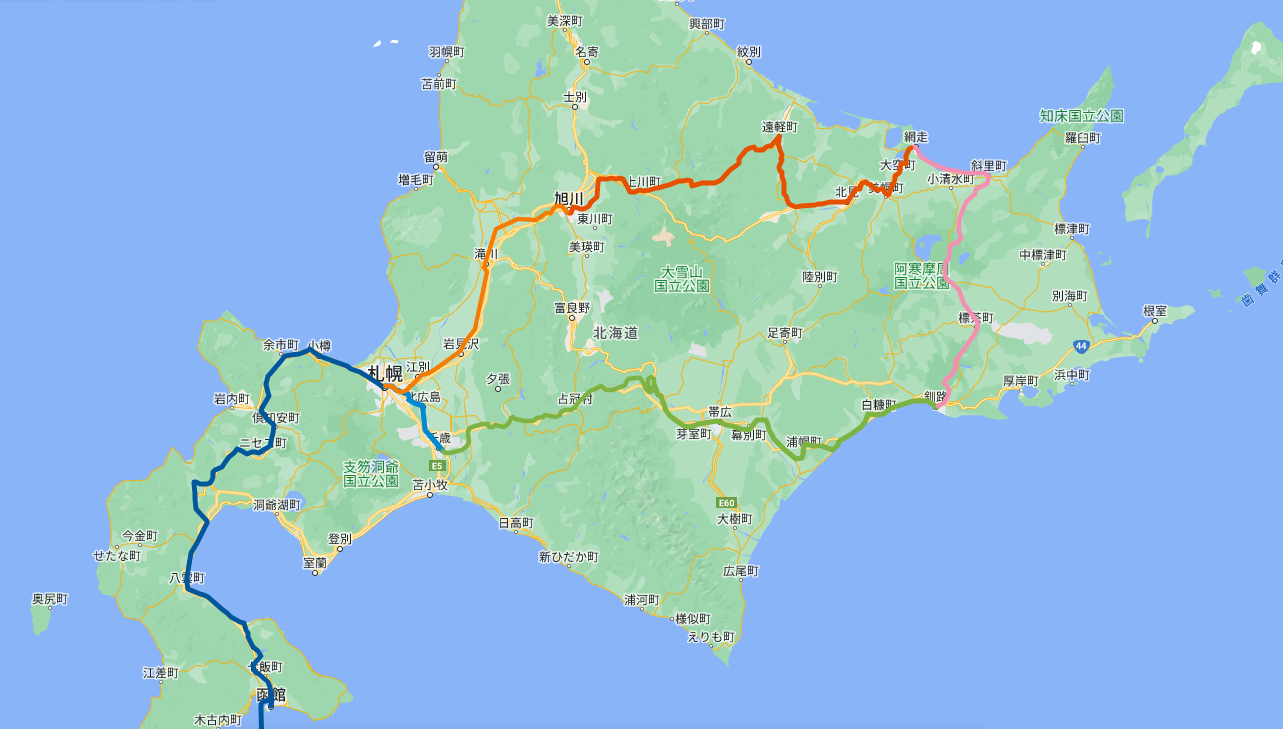 美深町
興部町
羽幌町
名寄
紋別
苫前町
士別
知床国立公園
遠軽町
網走
羅臼町
留萌
大空町
斜里町
増毛町
上川町
小清水町
北見
美幌町
旭川
東川町
標津町
美瑛町
滝川
中標津町
大雪山
国立公園
陸別町
阿寒摩周
国立公園
別海町
歯舞群
富良野
根室
標茶町
北海道
足寄町
余市町
小樽
岩見沢
44
札幌
江別
夕張
浜中町
厚岸町
岩内町
北広島
占冠村
釧路
白糠町
倶知安町
帯広
ニセコ町
千歳
芽室町
幕別町
浦幌町
支笏洞爺
国立公園
E5
苫小牧
洞爺湖町
E60
日高町
大樹町
今金町
登別
せたな町
室蘭
新ひだか町
八雲町
広尾町
奥尻町
浦河町
様似町
えりも町
江差町
七飯町
函館
木古内町